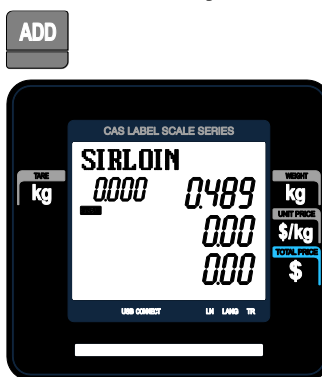 ADD
CAS LABEL SCALE SERIES
SIRLOIN
TARE
kg
0.000
0.489
WEIGHT
kg
0.00
UNIT PRICE
$/kg
0.00
TOTAL PRICE
$
USB CONNECT LN LANG TR